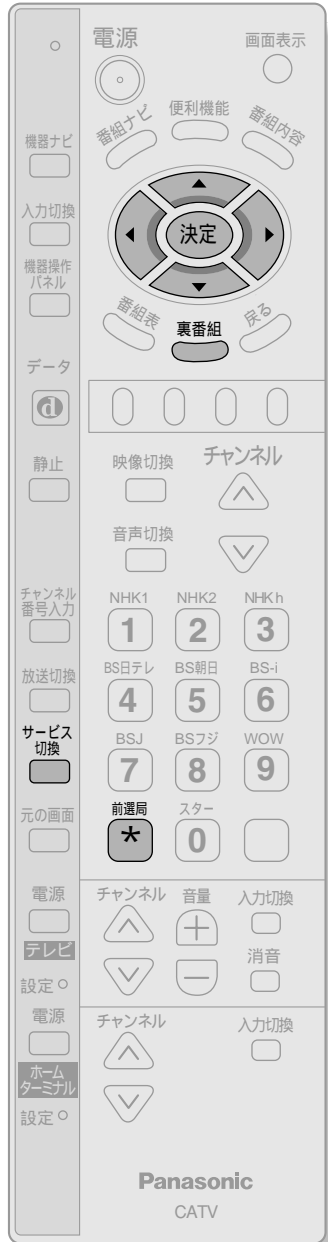 電源
画面表示
番組ナビ
便利機能
番組内容
機器ナビ
入力切換
決定
機器操作
パネル
番組表
裏番組
戻る
データ
d
静止
映像切換
チャンネル
音声切換
チャンネル
番号入力
NHK1
NHK2
NHKh
1
2
3
放送切換
BS日テレ
BS朝日
BS-i
4
5
6
サービス
切換
BSJ
BSフジ
WOW
7
8
9
元の画面
前選局
スター
*
0
電源
チャンネル
音量
入力切換
+
テレビ
消音
−
設定
電源
チャンネル
入力切換
ホーム
ターミナル
設定
Panasonic
CATV